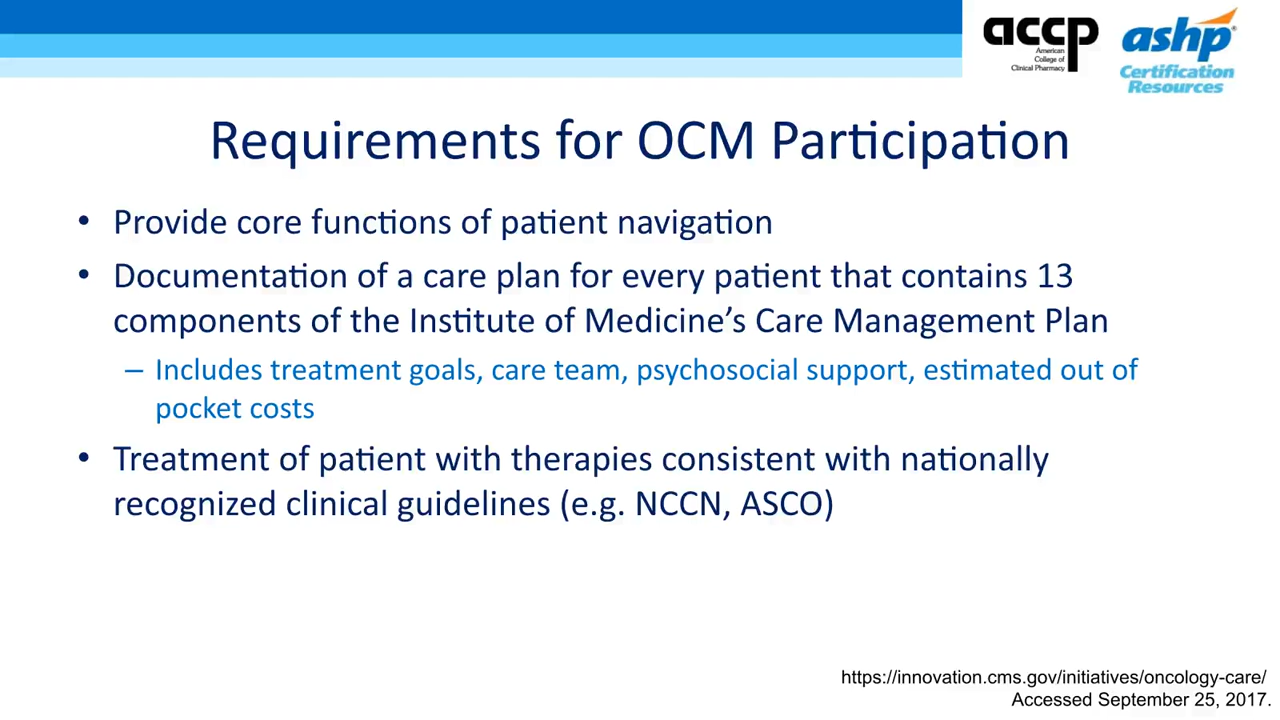 accp
American
College of
Clinical Pharmacy
ashp®
Certification
Resources
Requirements for OCM Participation
• Provide core functions of patient navigation
• Documentation of a care plan for every patient that contains 13
components of the Institute of Medicine’s Care Management Plan
– Includes treatment goals, care team, psychosocial support, estimated out of
pocket costs
• Treatment of patient with therapies consistent with nationally
recognized clinical guidelines (e.g. NCCN, ASCO)
https://innovation.cms.gov/initiatives/oncology-care/
Accessed September 25, 2017.